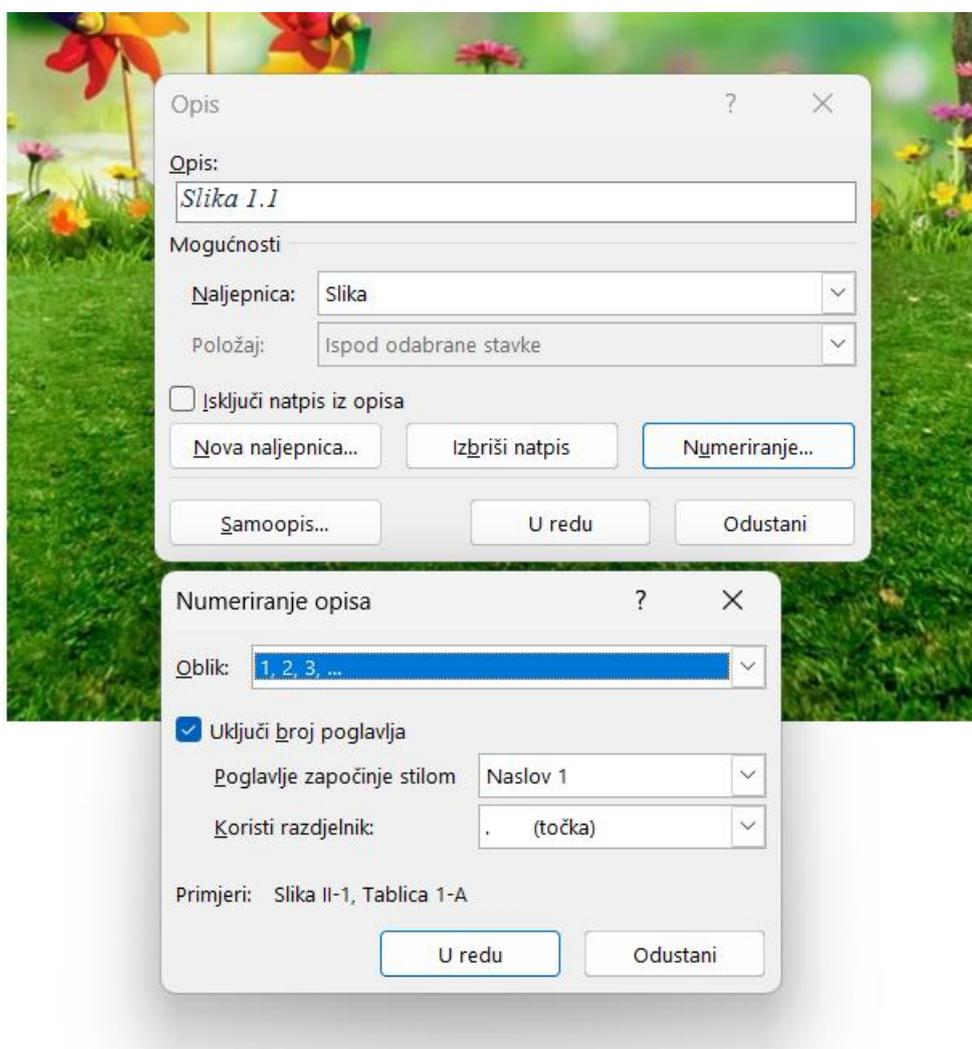 Opis
Opis:
Slika 1.1
Mogućnosti
Naljepnica: Slika
Položaj: Ispod odabrane stavke
Isključi natpis iz opisa
Nova naljepnica... Izbriši natpis Numeriranje...
Samoopis... U redu Odustani
Numeriranje opisa
Oblik: 1, 2, 3, ...
Uključi broj poglavlja
Poglavlje započinje stilom Naslov 1
Koristi razdjelnik: . (točka)
Primjeri: Slika II-1, Tablica 1-A
U redu Odustani